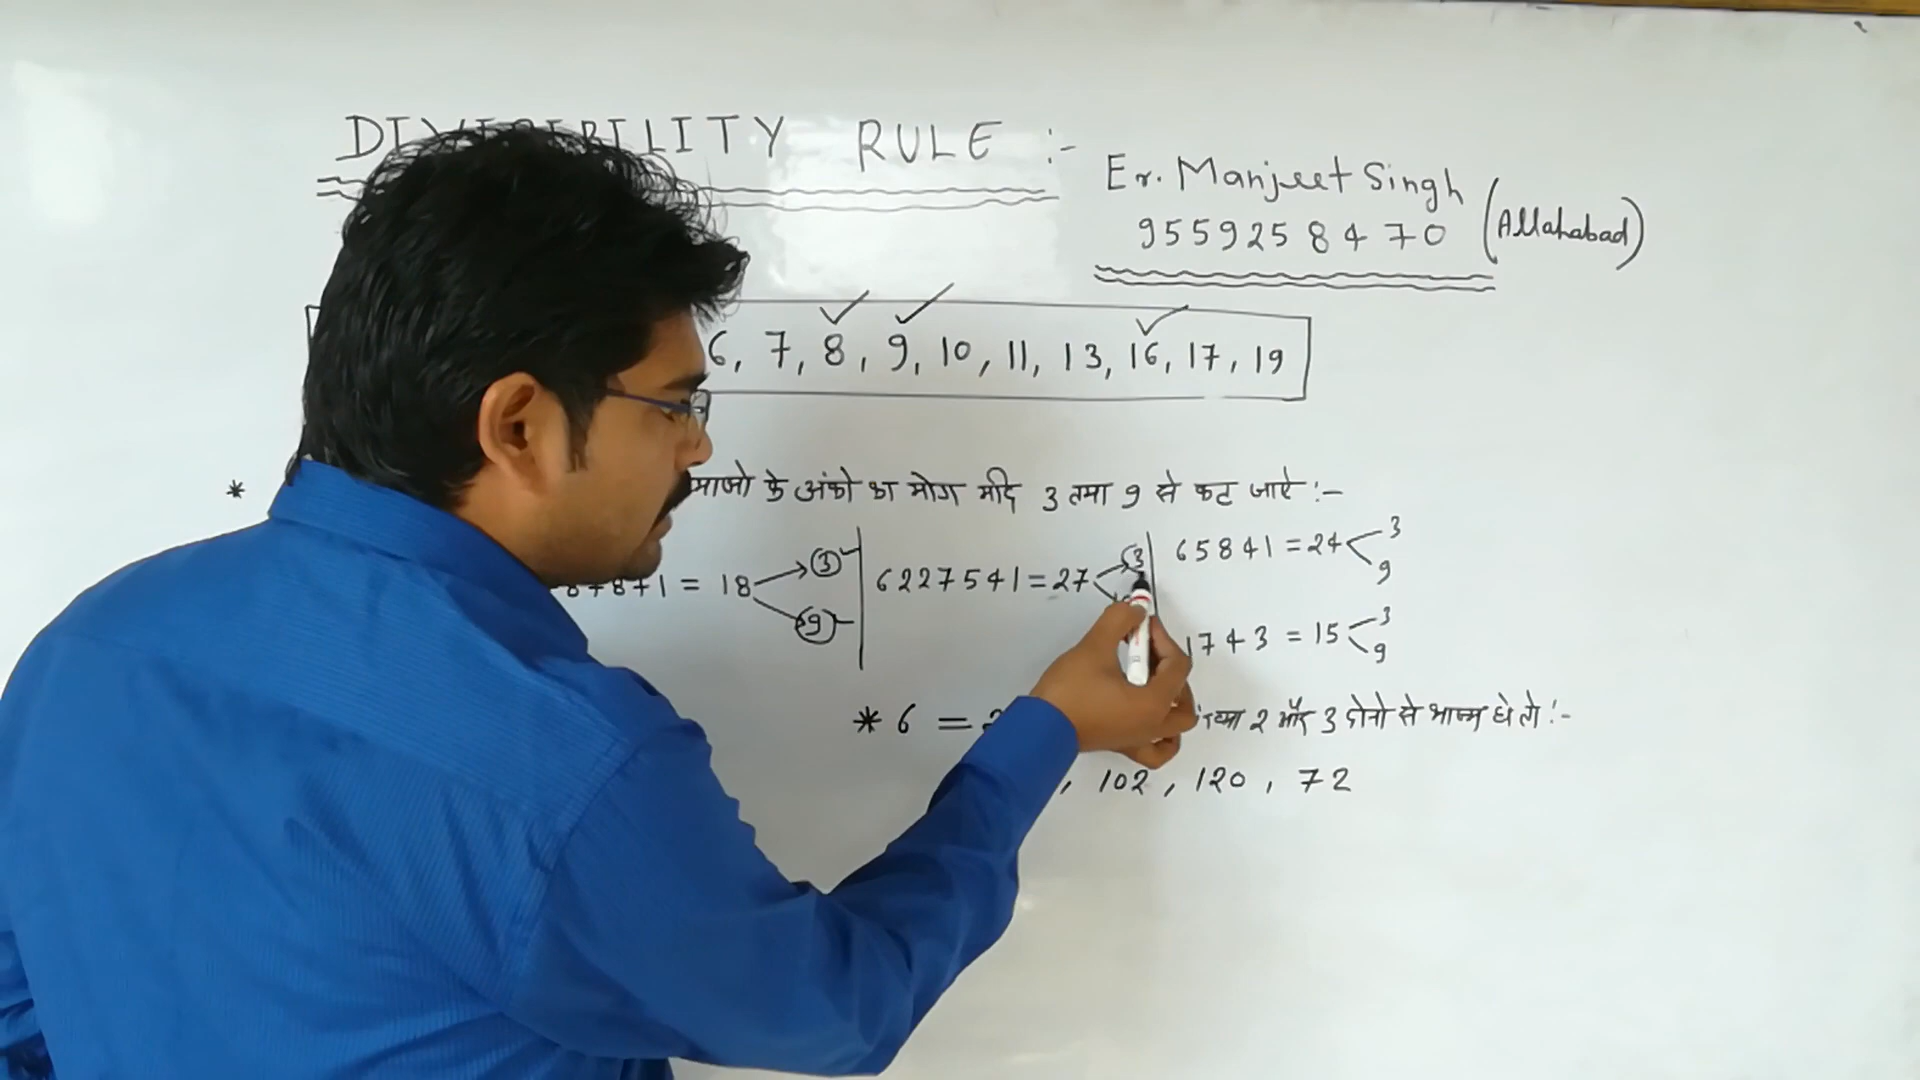 DIVISIBILITY RULE :-
Er. Manjeet Singh
9559258470 (Allahabad)
6, 7, 8, 9, 10, 11, 13, 16, 17, 19
* के अंको का योग यदि 3 तथा 9 से कट जाऐ :-
8+8+1 = 18 3 9
6227541 = 27 3
65841 = 24 3 9
1743 = 15 3 9
* 6 = 2 2 और 3 दोनो से भाज्य हो तो :-
, 102, 120, 72